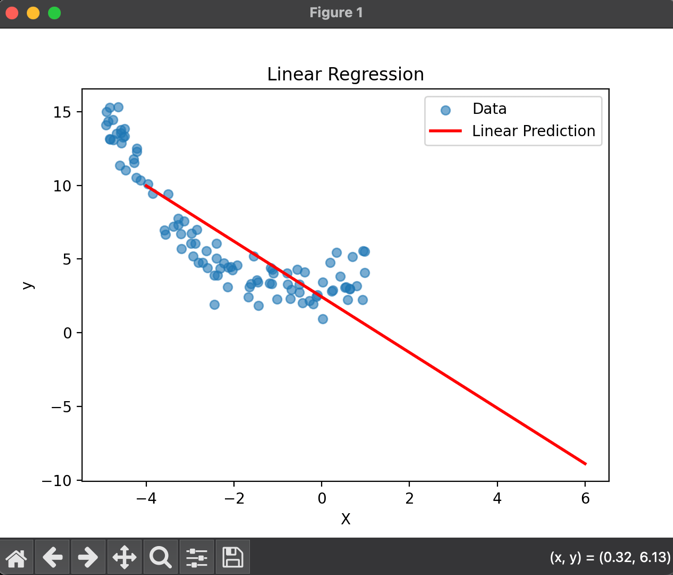 Figure 1
Linear Regression
Data
Linear Prediction
15
10
5
0
−5
−10
y
−4
−2
0
2
4
6
X
(x, y) = (0.32, 6.13)